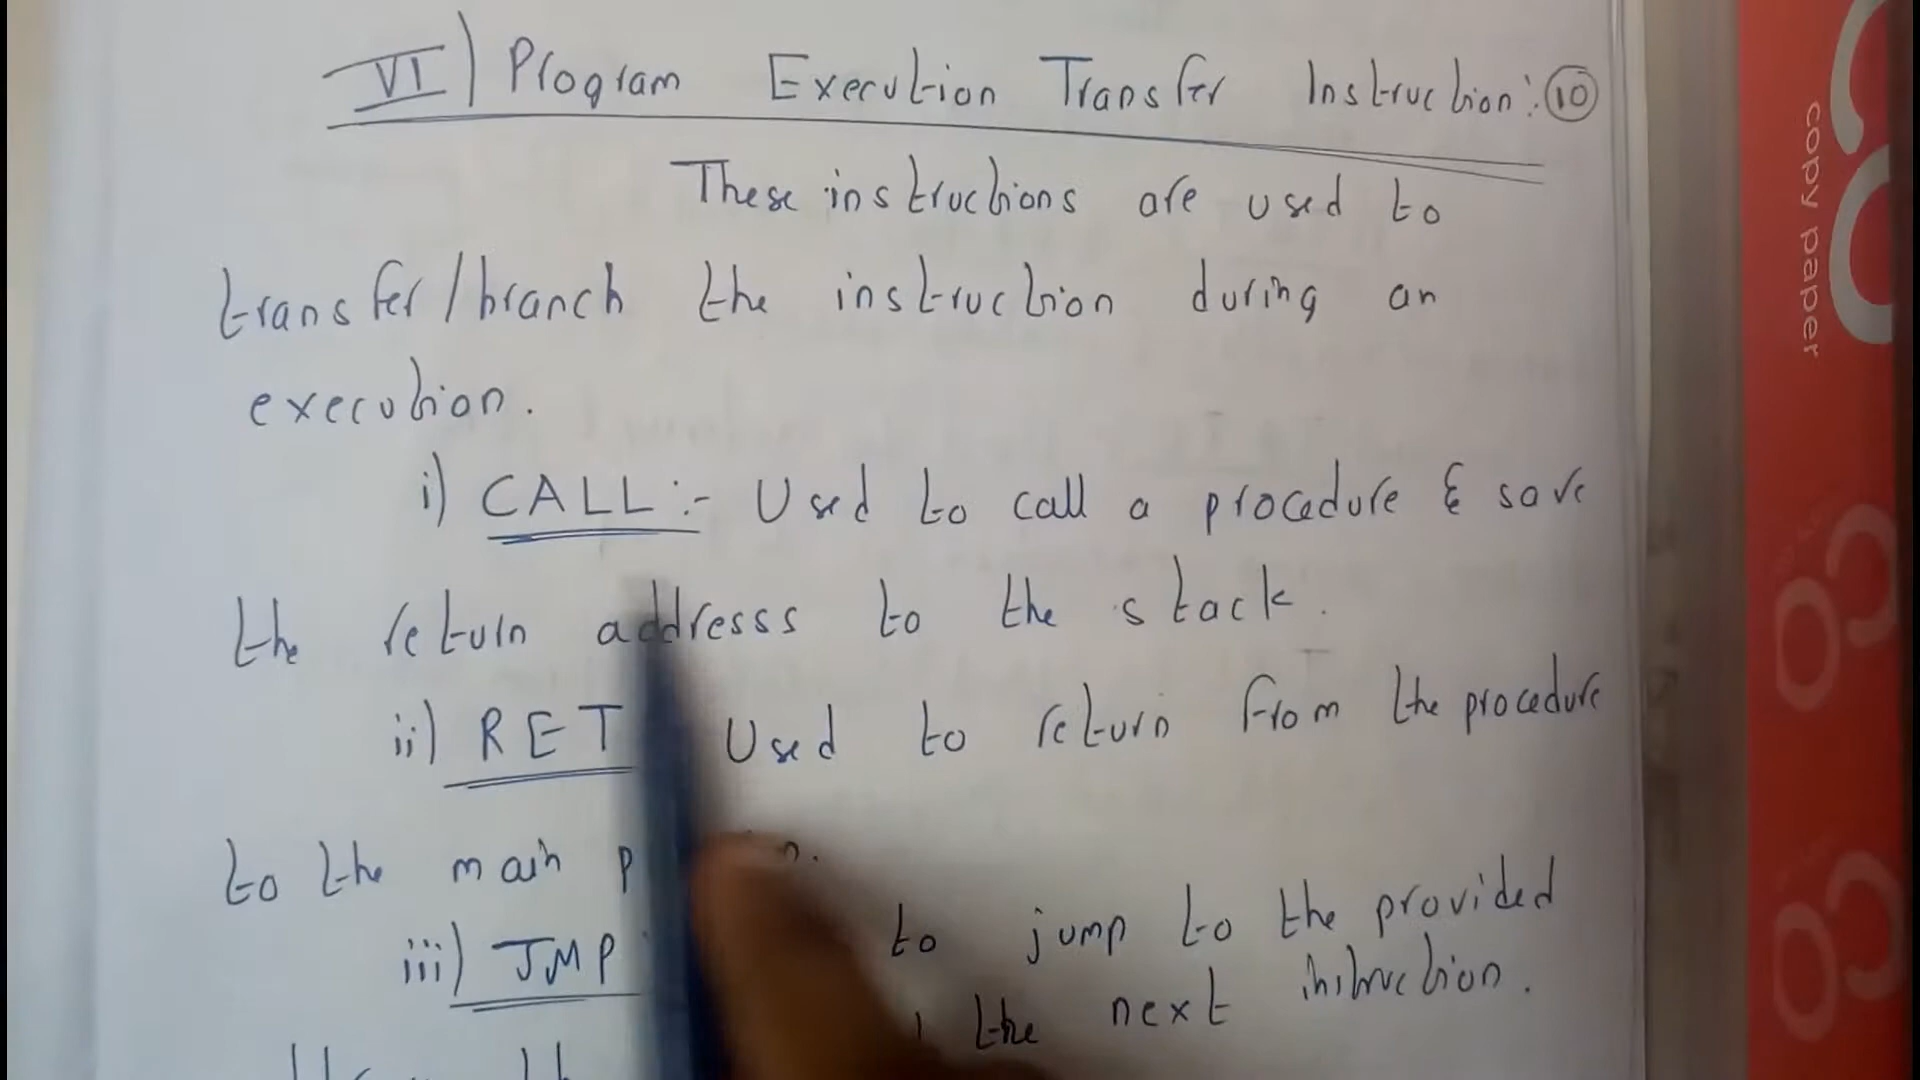 VI) Program Execution Transfer Instruction: 10
These instructions are used to
transfer/branch the instruction during an
execution.
i) CALL:- Used to call a procedure & save
the return addresss to the stack.
ii) RET Used to return from the procedure
to the main
iii) JMP to jump to the provided
the next instruction.
copy paper